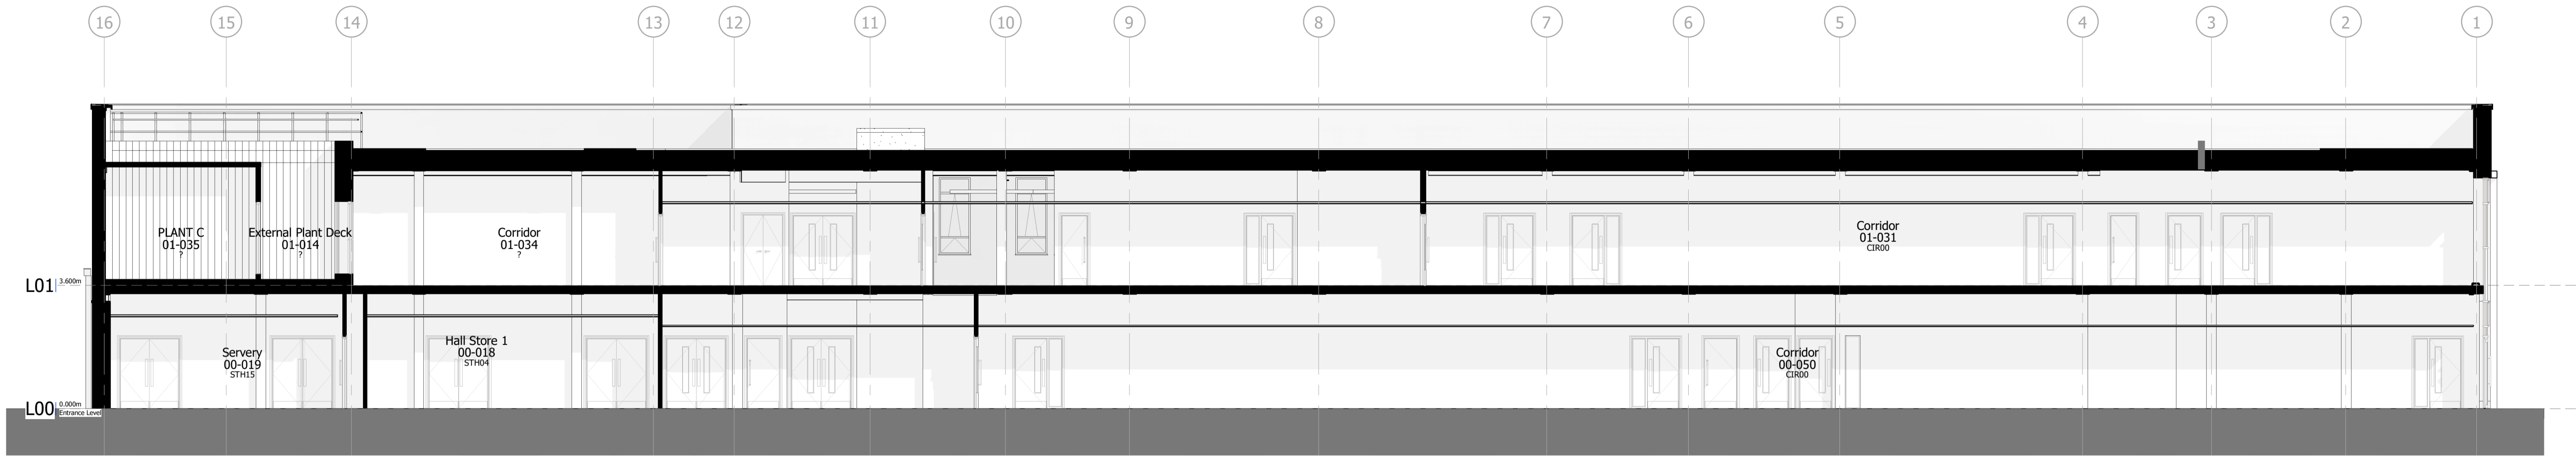 16 15 14 13 12 11 10 9 8 7 6 5 4 3 2 1
PLANT C
01-035
?
External Plant Deck
01-014
?
Corridor
01-034
?
Corridor
01-031
CIR00
L01
3.600m
Servery
00-019
STH15
Hall Store 1
00-018
STH04
Corridor
00-050
CIR00
L00
0.000m
Entrance Level